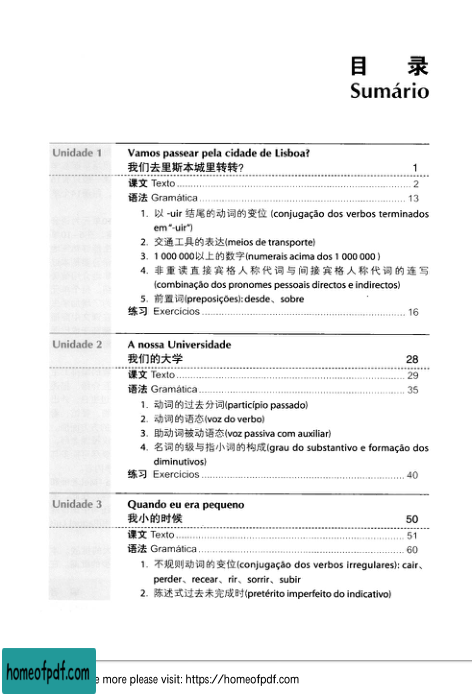 目 录
Sumário
Unidade 1 Vamos passear pela cidade de Lisboa?
我们去里斯本城里转转? 1
课文 Texto 2
语法 Gramática 13
1. 以 -uir 结尾的动词的变位 (conjugação dos verbos terminados
em "-uir")
2. 交通工具的表达(meios de transporte)
3. 1 000 000以上的数字(numerais acima dos 1 000 000 )
4. 非重读直接宾格人称代词与间接宾格人称代词的连写
(combinação dos pronomes pessoais directos e indirectos)
5. 前置词(preposições): desde、sobre
练习 Exercícios 16
Unidade 2 A nossa Universidade
我们的大学 28
课文 Texto 29
语法 Gramática 35
1. 动词的过去分词(particípio passado)
2. 动词的语态(voz do verbo)
3. 助动词被动语态(voz passiva com auxiliar)
4. 名词的级与指小词的构成(grau do substantivo e formação dos
diminutivos)
练习 Exercícios 40
Unidade 3 Quando eu era pequeno
我小的时候 50
课文 Texto 51
语法 Gramática 60
1. 不规则动词的变位(conjugação dos verbos irregulares): cair、
perder、recear、rir、sorrir、subir
2. 陈述式过去未完成时(pretérito imperfeito do indicativo)
homeofpdf.com
e more please visit: https://homeofpdf.com